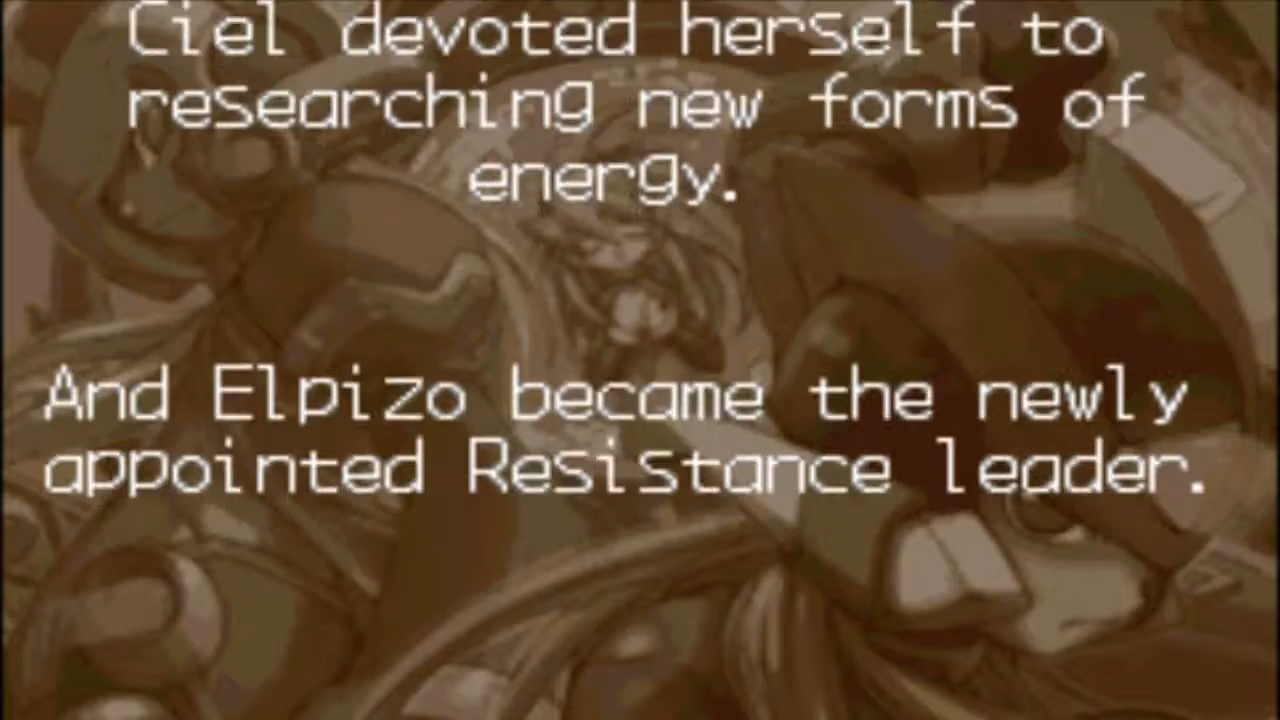 Ciel devoted herself to
researching new forms of
energy.
And Elpizo became the newly
appointed Resistance leader.